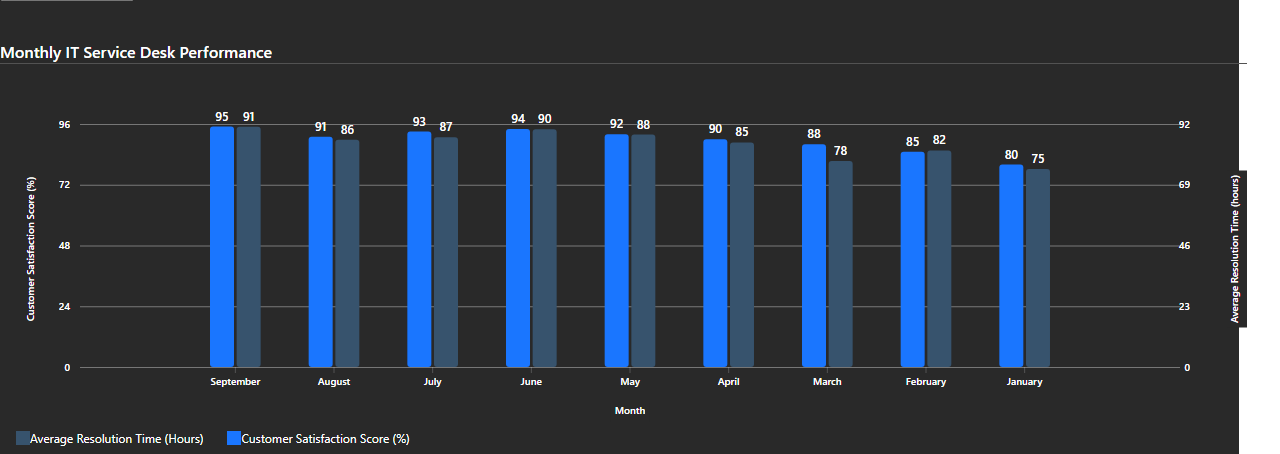 Monthly IT Service Desk Performance
95 91 91 86 93 87 94 90 92 88 90 85 88 78 85 82 80 75
96 92
72 69
48 46
24 23
0 0
Customer Satisfaction Score (%)
Average Resolution Time (hours)
September August July June May April March February January
Month
Average Resolution Time (Hours) Customer Satisfaction Score (%)